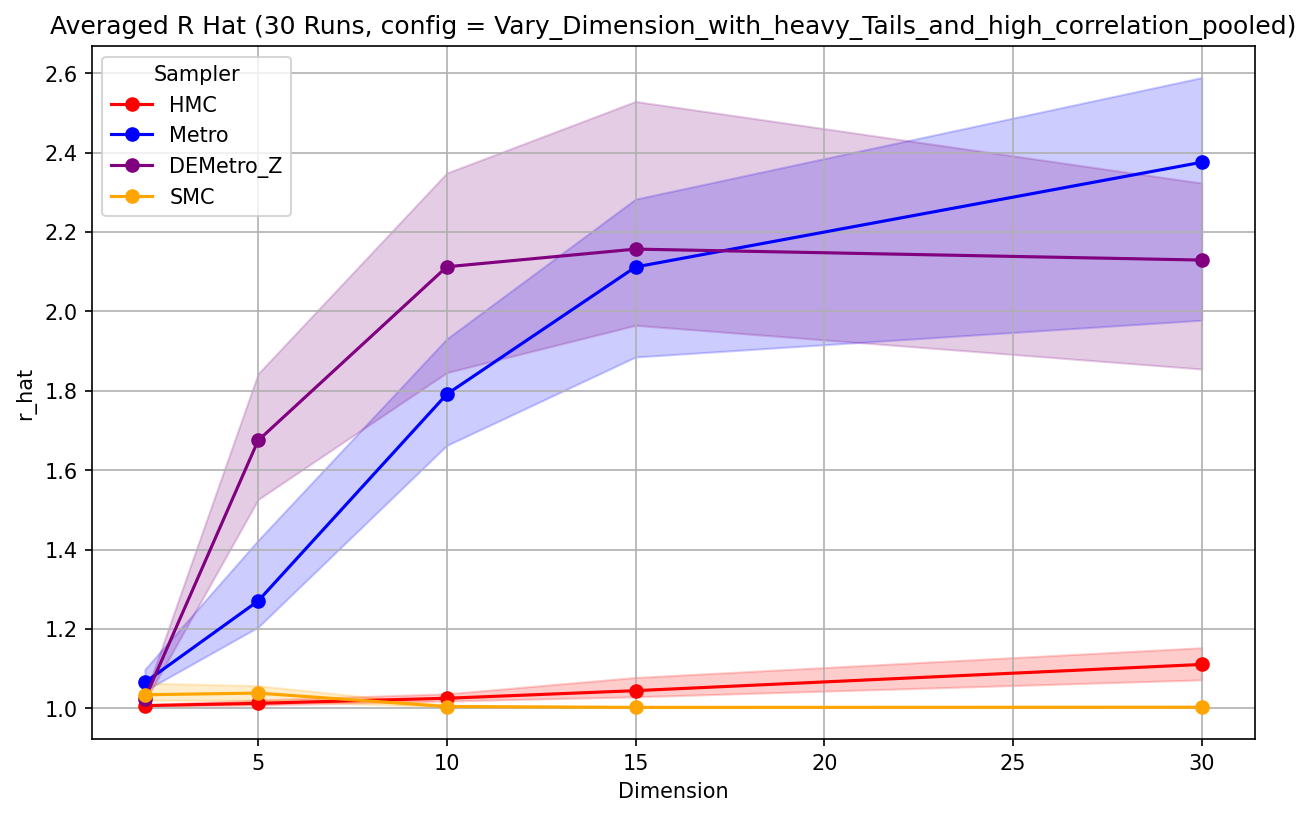 Averaged R Hat (30 Runs, config = Vary_Dimension_with_heavy_Tails_and_high_correlation_pooled)
Sampler
HMC
Metro
DEMetro_Z
SMC
r_hat
2.6
2.4
2.2
2.0
1.8
1.6
1.4
1.2
1.0
5 10 15 20 25 30
Dimension